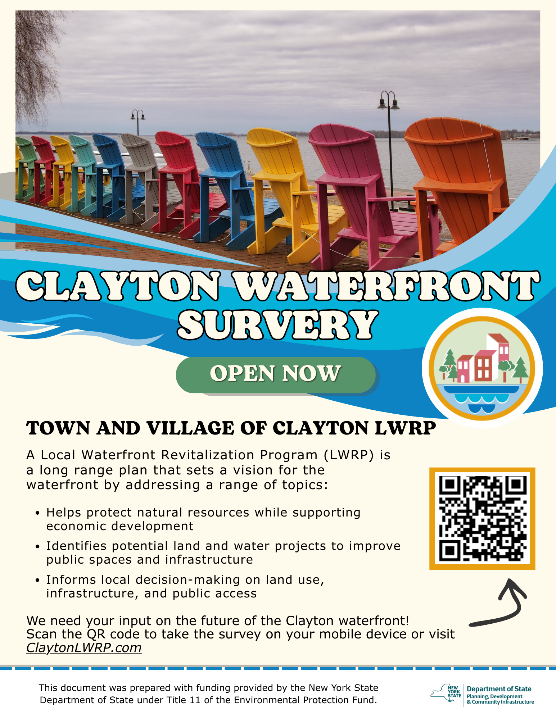 CLAYTON WATERFRONT
SURVERY
OPEN NOW
TOWN AND VILLAGE OF CLAYTON LWRP
A Local Waterfront Revitalization Program (LWRP) is
a long range plan that sets a vision for the
waterfront by addressing a range of topics:
• Helps protect natural resources while supporting
economic development
• Identifies potential land and water projects to improve
public spaces and infrastructure
• Informs local decision-making on land use,
infrastructure, and public access
We need your input on the future of the Clayton waterfront!
Scan the QR code to take the survey on your mobile device or visit
ClaytonLWRP.com
This document was prepared with funding provided by the New York State
Department of State under Title 11 of the Environmental Protection Fund.
NEW
YORK
STATE
Department of State
Planning, Development
& Community Infrastructure